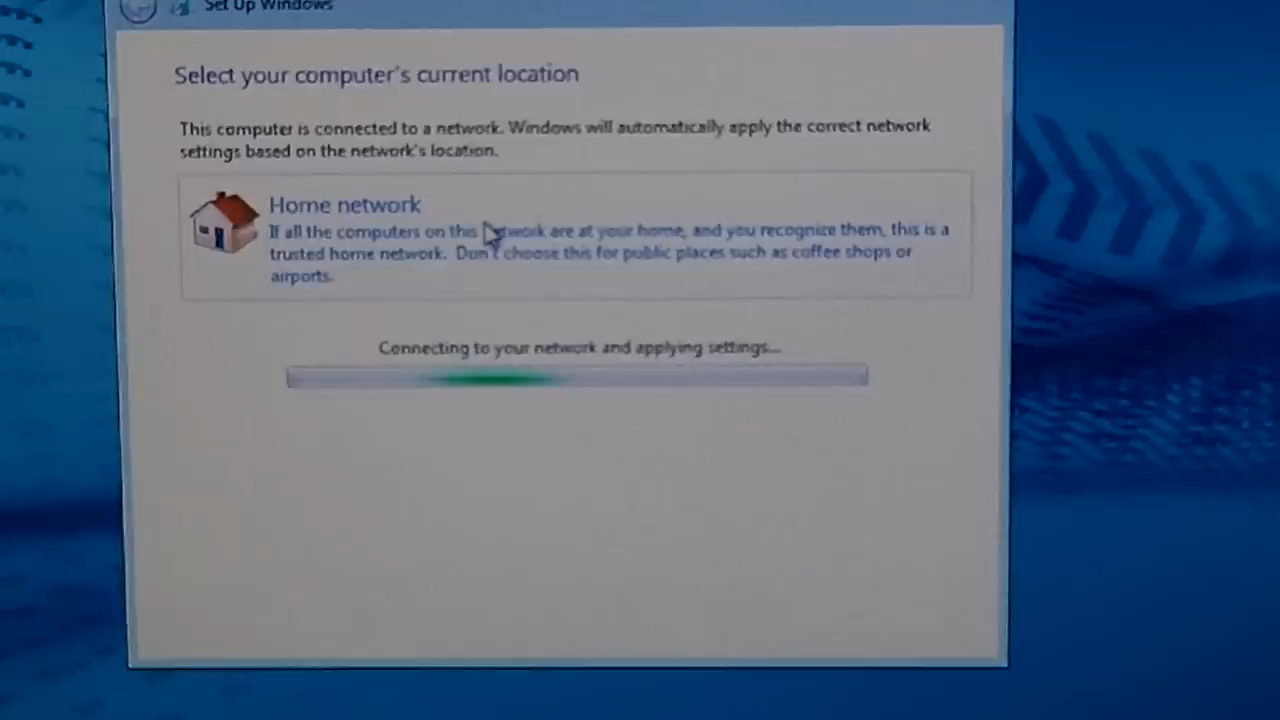 Set Up Windows
Select your computer's current location
This computer is connected to a network. Windows will automatically apply the correct network
settings based on the network's location.
Home network
If all the computers on this network are at your home, and you recognize them, this is a
trusted home network. Don't choose this for public places such as coffee shops or
airports.
Connecting to your network and applying settings...